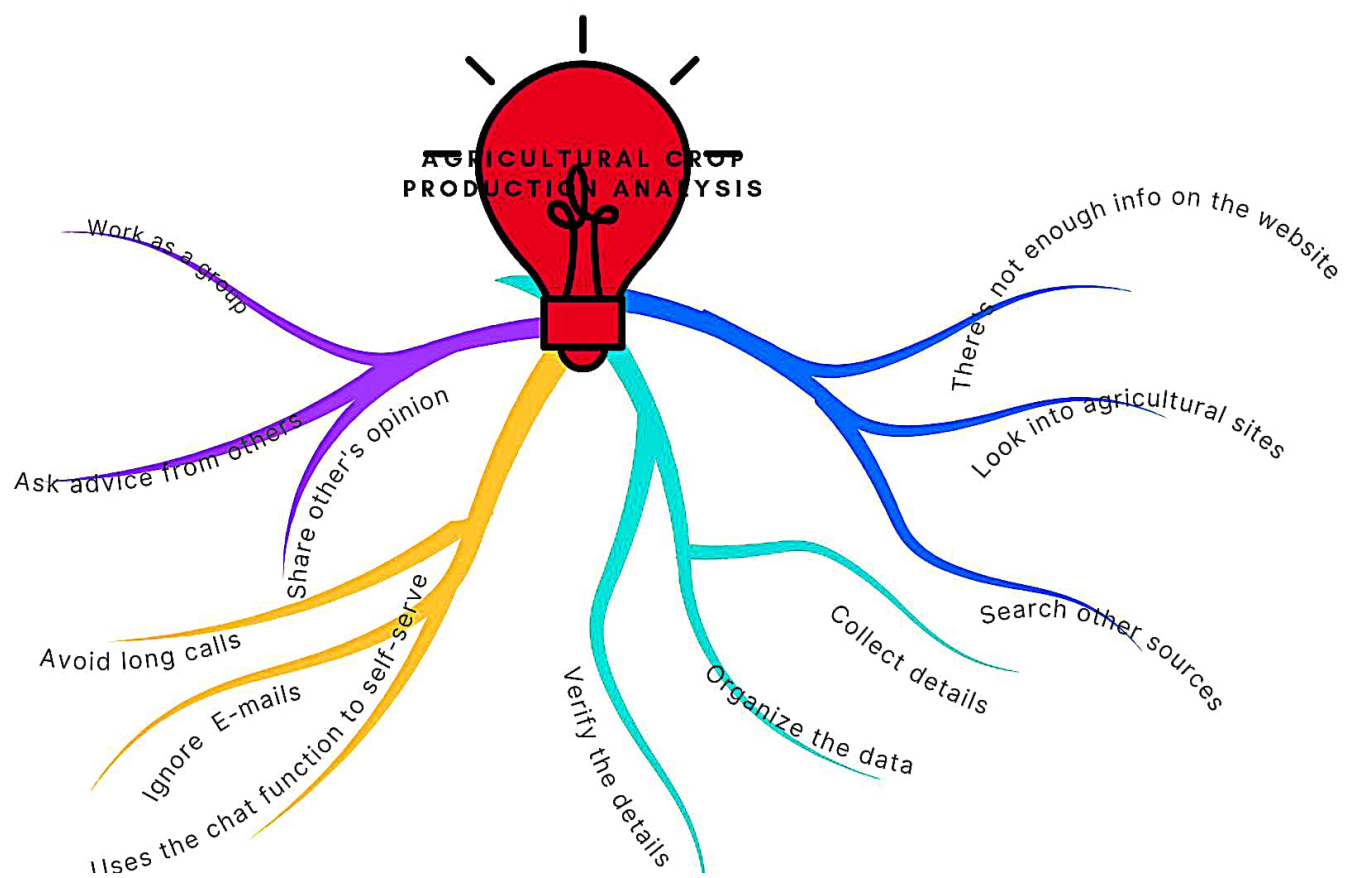 AGRICULTURAL CROP
PRODUCTION ANALYSIS
Work as a group
Ask advice from others
Share other's opinion
Avoid long calls
Ignore E-mails
Uses the chat function to self-serve
Verify the details
Organize the data
Collect details
There's not enough info on the website
Look into agricultural sites
Search other sources